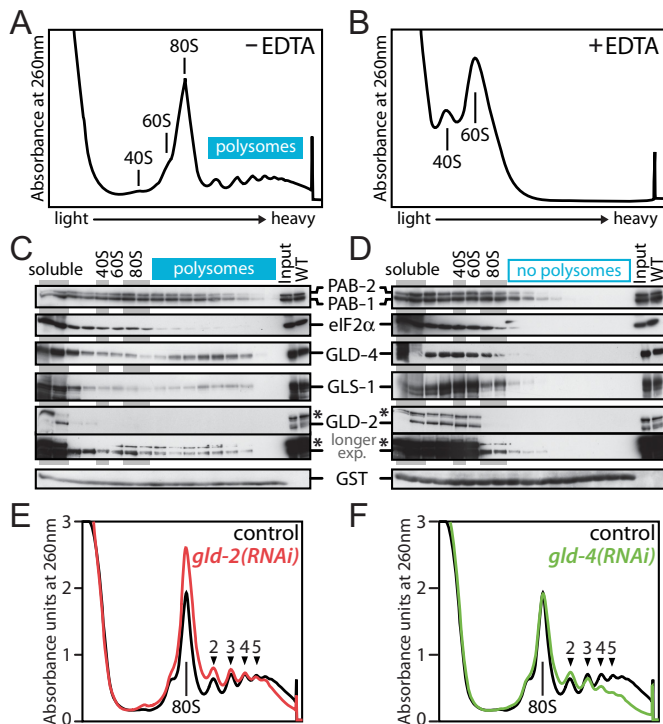 A
Absorbance at 260nm
– EDTA
80S
60S
40S
polysomes
light
heavy
B
Absorbance at 260nm
+EDTA
60S
40S
light
heavy
C
soluble
40S
60S
80S
polysomes
Input
WT
D
soluble
40S
60S
80S
no polysomes
Input
WT
PAB-2
PAB-1
eIF2α
GLD-4
GLS-1
* *
GLD-2
* *
longer
exp.
GST
E
Absorbance units at 260nm
3
2
1
0
control
gld-2(RNAi)
2 3 4 5
80S
F
Absorbance units at 260nm
3
2
1
0
control
gld-4(RNAi)
2 3 4 5
80S